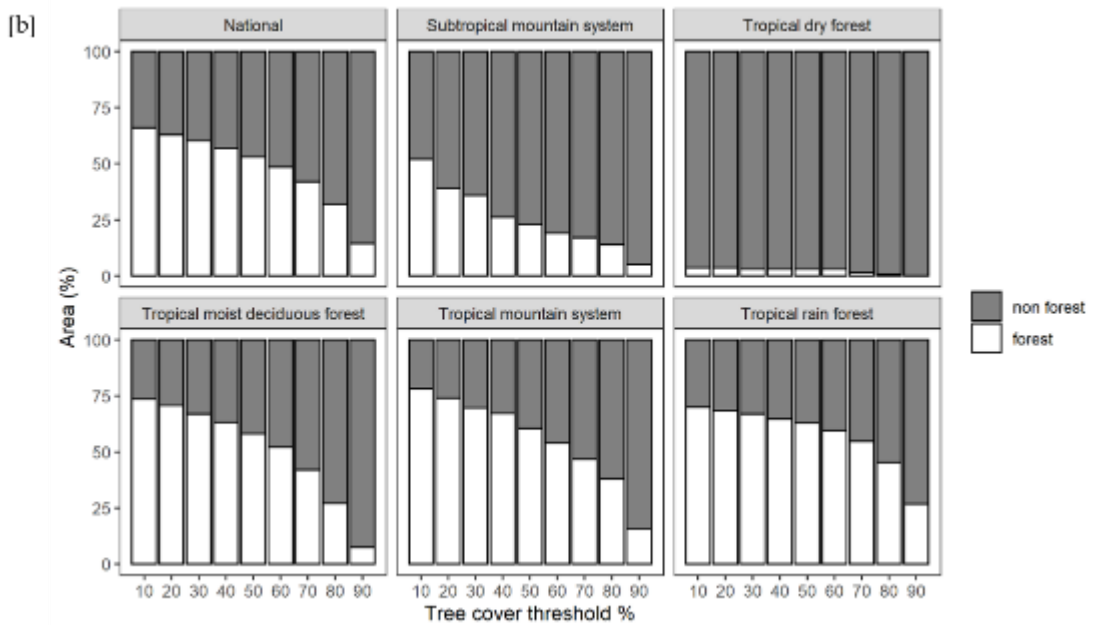 [b]
National
Subtropical mountain system
Tropical dry forest
100
75
50
25
0
Tropical moist deciduous forest
Tropical mountain system
Tropical rain forest
100
75
50
25
0
Area (%)
10 20 30 40 50 60 70 80 90
10 20 30 40 50 60 70 80 90
10 20 30 40 50 60 70 80 90
Tree cover threshold %
non forest
forest